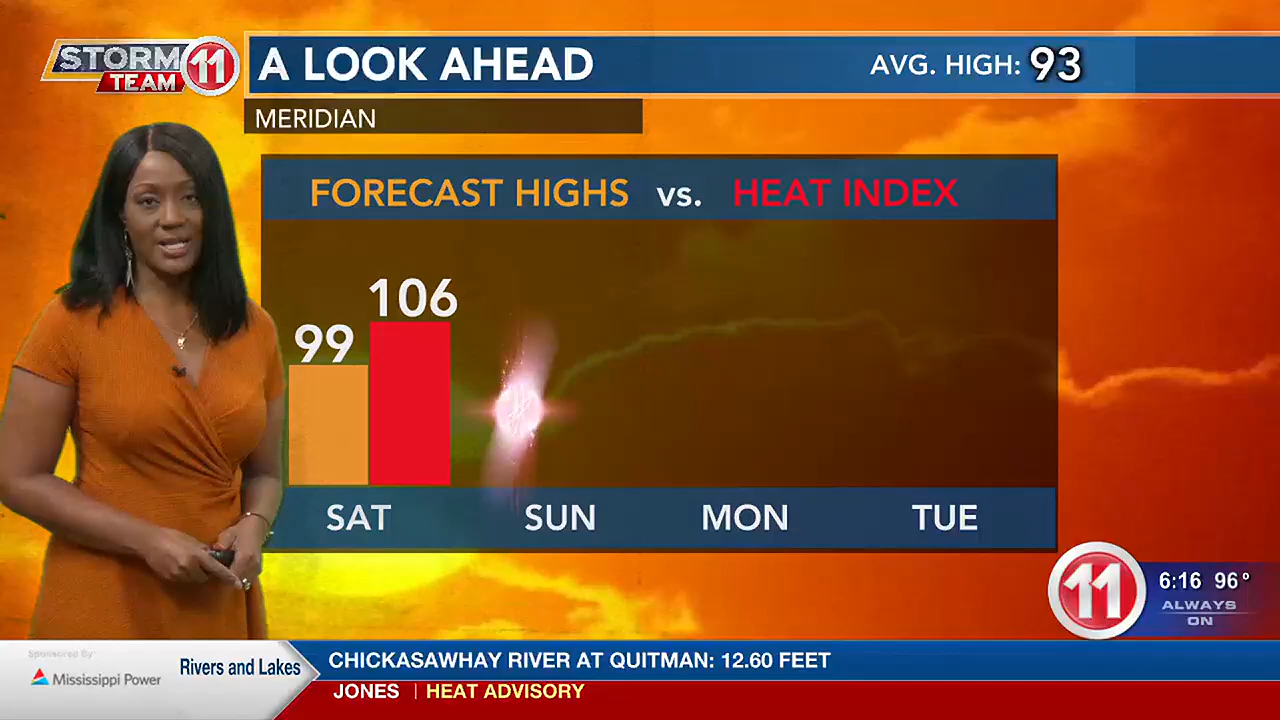 STORM
TEAM
11
A LOOK AHEAD
AVG. HIGH: 93
MERIDIAN
FORECAST HIGHS vs. HEAT INDEX
99
106
SAT
SUN
MON
TUE
11
6:16 96°
ALWAYS
ON
Sponsored By
Mississippi Power
Rivers and Lakes
CHICKASAWHAY RIVER AT QUITMAN: 12.60 FEET
JONES | HEAT ADVISORY